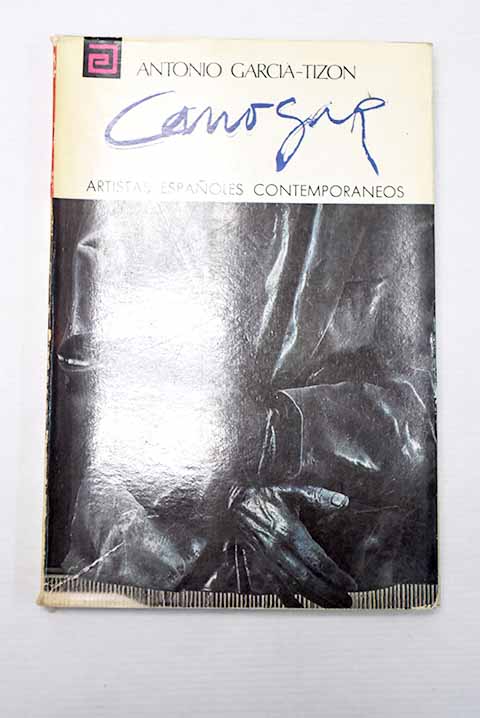 ANTONIO GARCIA-TIZON
Canogar
ARTISTAS ESPAÑOLES CONTEMPORANEOS